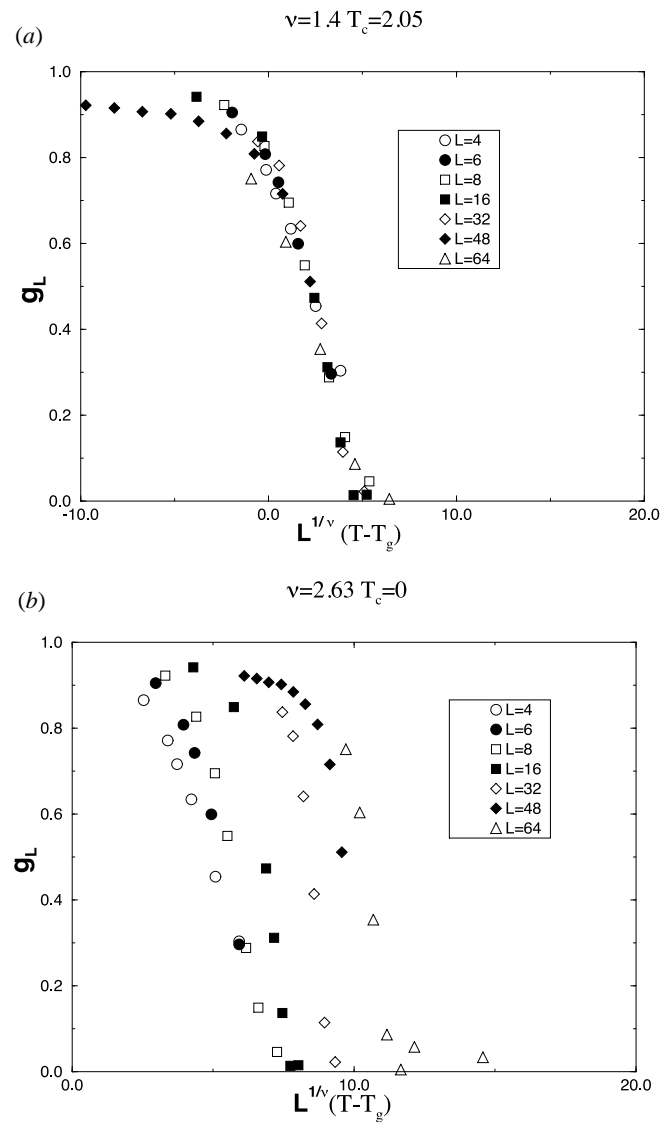 (a)
ν=1.4 T_c=2.05
1.0
0.8
0.6
0.4
0.2
0.0
g_L
L=4
L=6
L=8
L=16
L=32
L=48
L=64
-10.0 0.0 10.0 20.0
L^{1/ν} (T-T_g)
(b)
ν=2.63 T_c=0
1.0
0.8
0.6
0.4
0.2
0.0
g_L
L=4
L=6
L=8
L=16
L=32
L=48
L=64
0.0 10.0 20.0
L^{1/ν} (T-T_g)